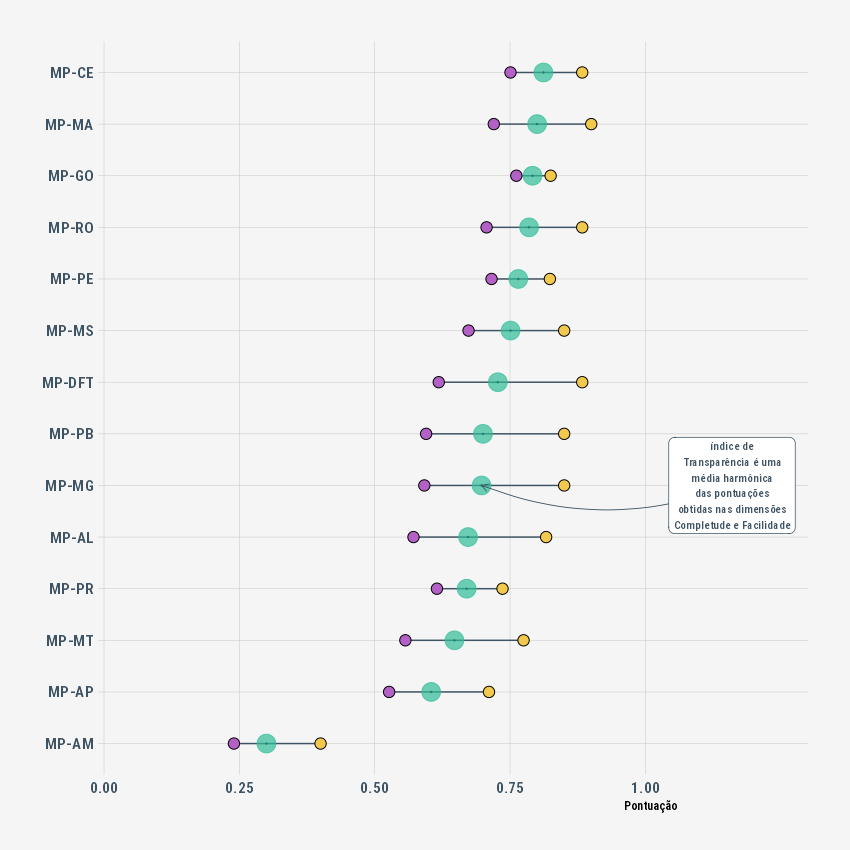 MP-CE
MP-MA
MP-GO
MP-RO
MP-PE
MP-MS
MP-DFT
MP-PB
MP-MG
MP-AL
MP-PR
MP-MT
MP-AP
MP-AM
índice de
Transparência é uma
média harmônica
das pontuações
obtidas nas dimensões
Completude e Facilidade
0.00 0.25 0.50 0.75 1.00
Pontuação